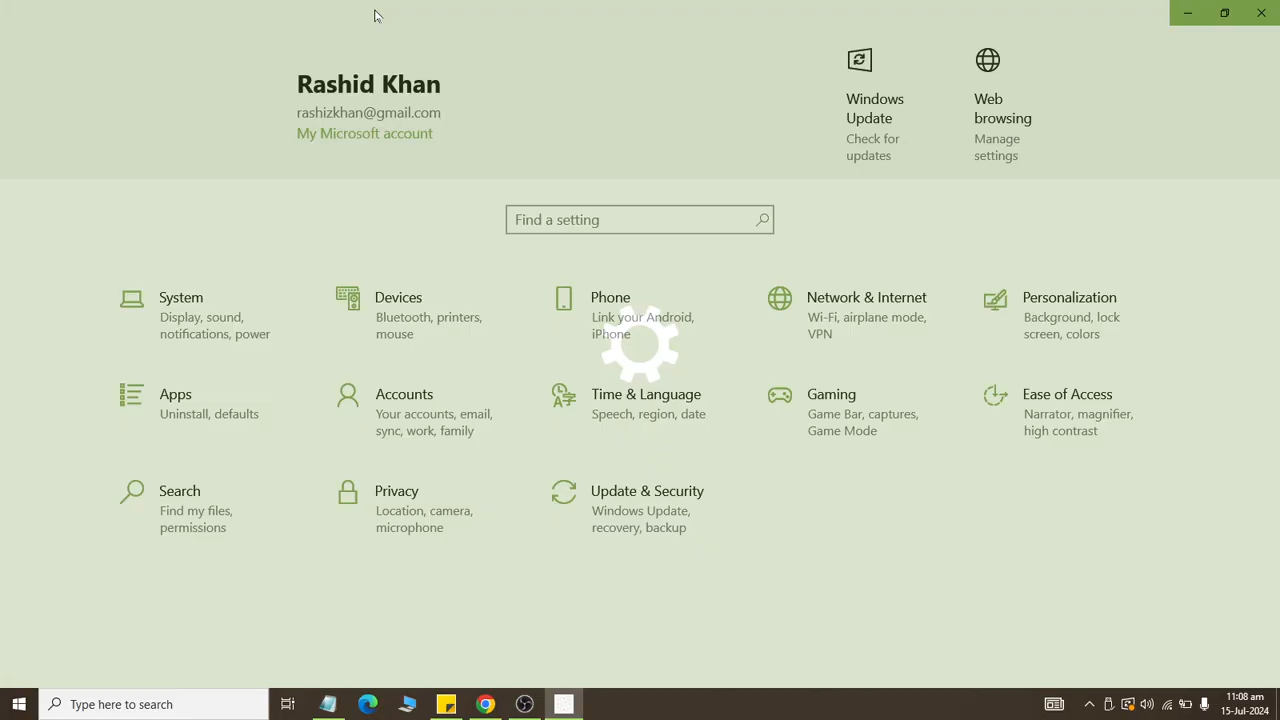 Rashid Khan
rashizkhan@gmail.com
My Microsoft account
Windows
Update
Check for
updates
Web
browsing
Manage
settings
Find a setting
System
Display, sound,
notifications, power
Devices
Bluetooth, printers,
mouse
Phone
Link your Android,
iPhone
Network & Internet
Wi-Fi, airplane mode,
VPN
Personalization
Background, lock
screen, colors
Apps
Uninstall, defaults
Accounts
Your accounts, email,
sync, work, family
Time & Language
Speech, region, date
Gaming
Game Bar, captures,
Game Mode
Ease of Access
Narrator, magnifier,
high contrast
Search
Find my files,
permissions
Privacy
Location, camera,
microphone
Update & Security
Windows Update,
recovery, backup
Type here to search
11:08 am
15-Jul-2024